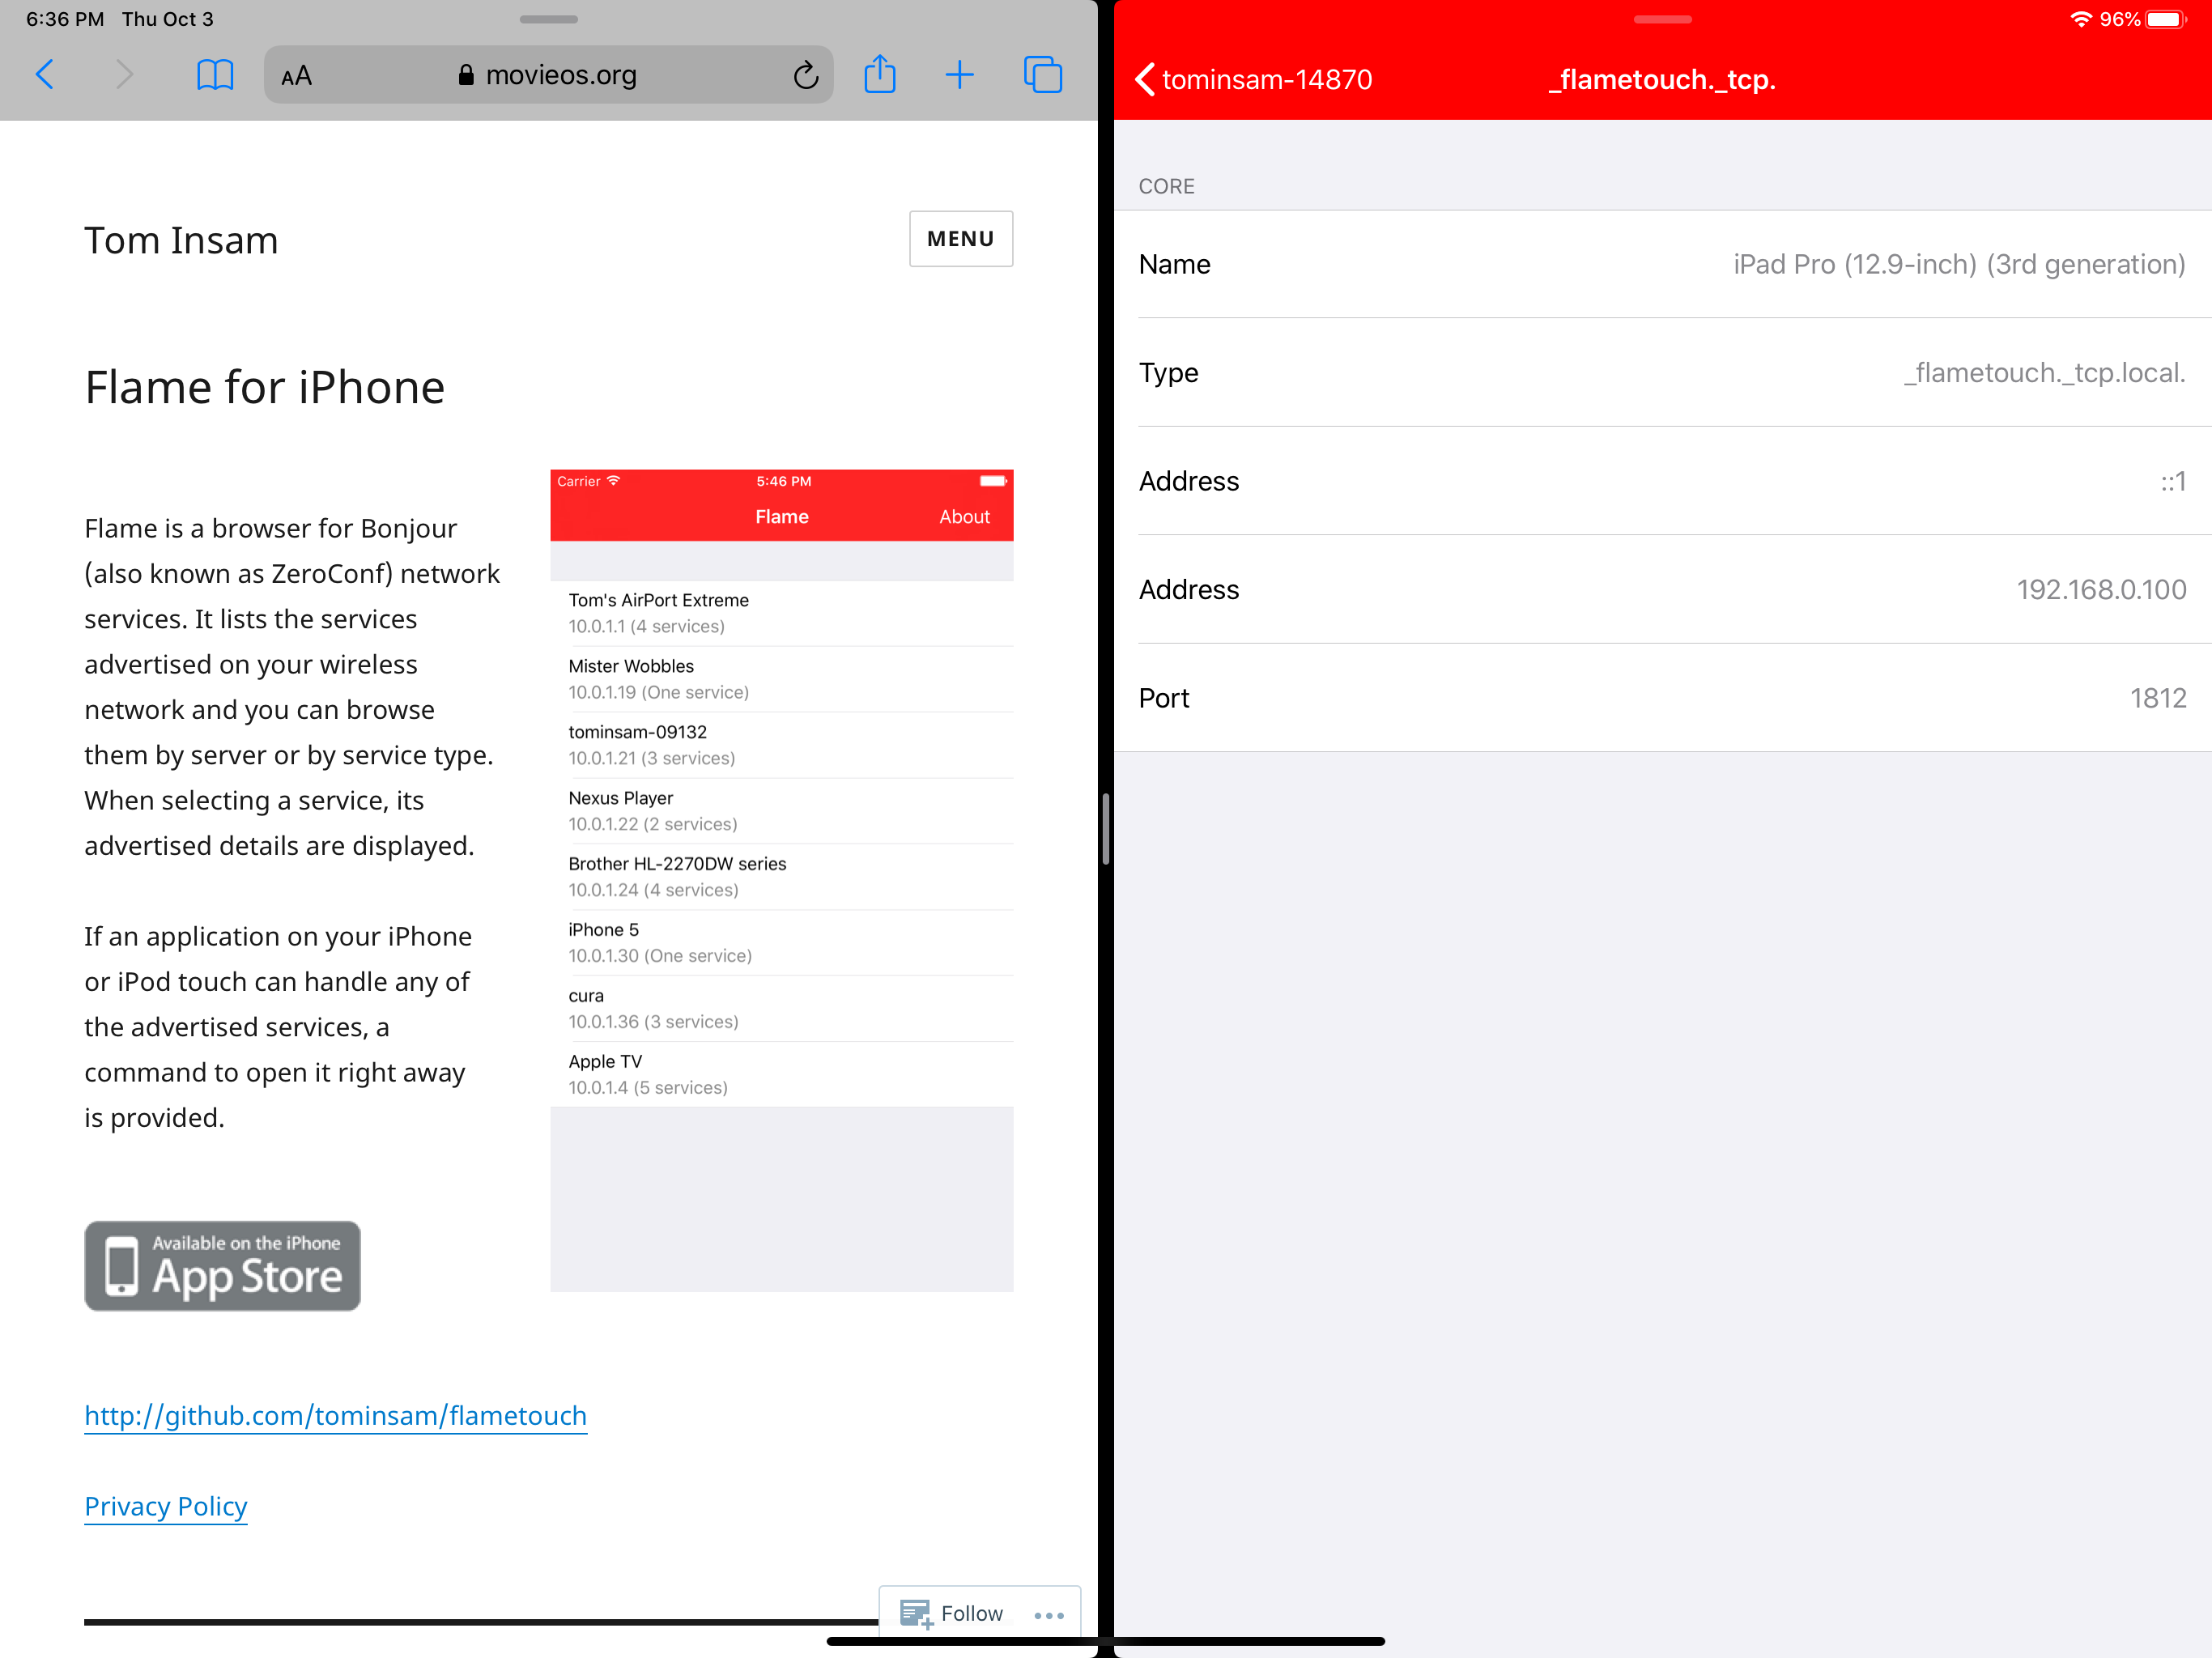 6:36 PM Thu Oct 3
AA movieos.org
Tom Insam
MENU
Flame for iPhone
Flame is a browser for Bonjour
(also known as ZeroConf) network
services. It lists the services
advertised on your wireless
network and you can browse
them by server or by service type.
When selecting a service, its
advertised details are displayed.
If an application on your iPhone
or iPod touch can handle any of
the advertised services, a
command to open it right away
is provided.
Carrier 5:46 PM
Flame About
Tom's AirPort Extreme
10.0.1.1 (4 services)
Mister Wobbles
10.0.1.19 (One service)
tominsam-09132
10.0.1.21 (3 services)
Nexus Player
10.0.1.22 (2 services)
Brother HL-2270DW series
10.0.1.24 (4 services)
iPhone 5
10.0.1.30 (One service)
cura
10.0.1.36 (3 services)
Apple TV
10.0.1.4 (5 services)
Available on the iPhone
App Store
http://github.com/tominsam/flametouch
Privacy Policy
Follow
96%
tominsam-14870 _flametouch._tcp.
CORE
Name iPad Pro (12.9-inch) (3rd generation)
Type _flametouch._tcp.local.
Address ::1
Address 192.168.0.100
Port 1812